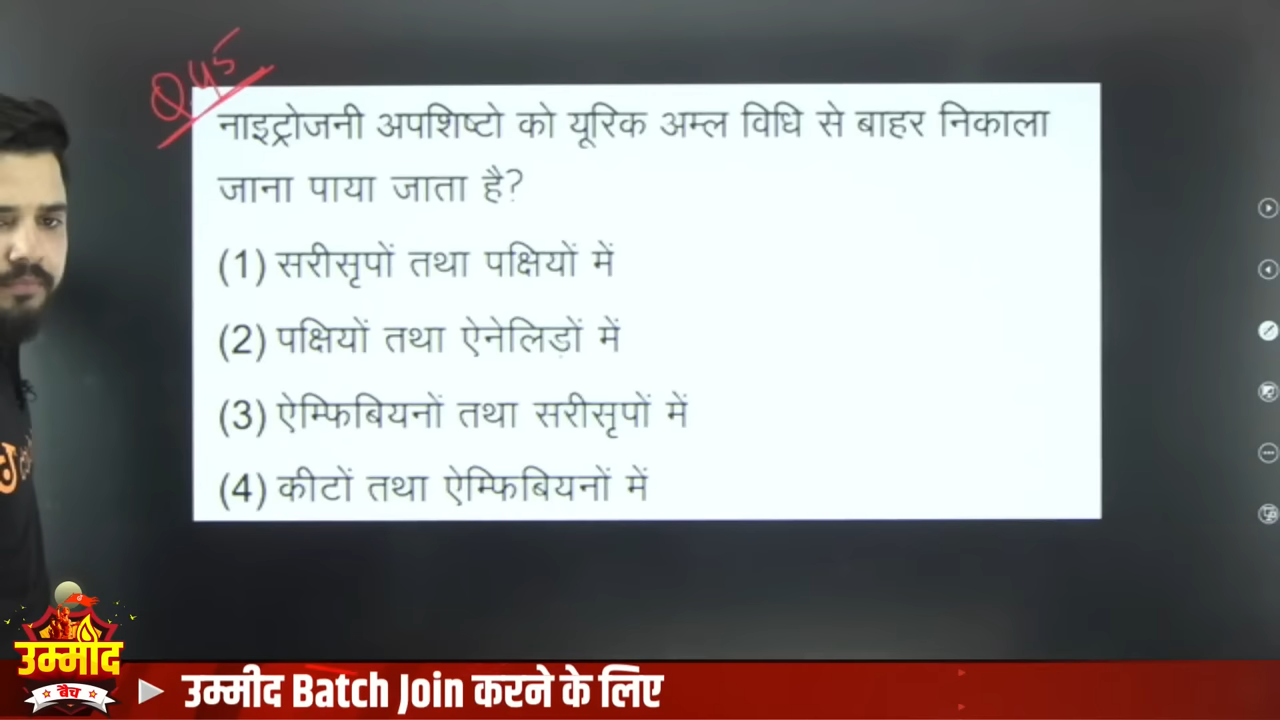 Q.45
नाइट्रोजनी अपशिष्टो को यूरिक अम्ल विधि से बाहर निकाला
जाना पाया जाता है?
(1) सरीसृपों तथा पक्षियों में
(2) पक्षियों तथा ऐनेलिड़ों में
(3) ऐम्फिबियनों तथा सरीसृपों में
(4) कीटों तथा ऐम्फिबियनों में
उम्मीद
बैच
उम्मीद Batch Join करने के लिए